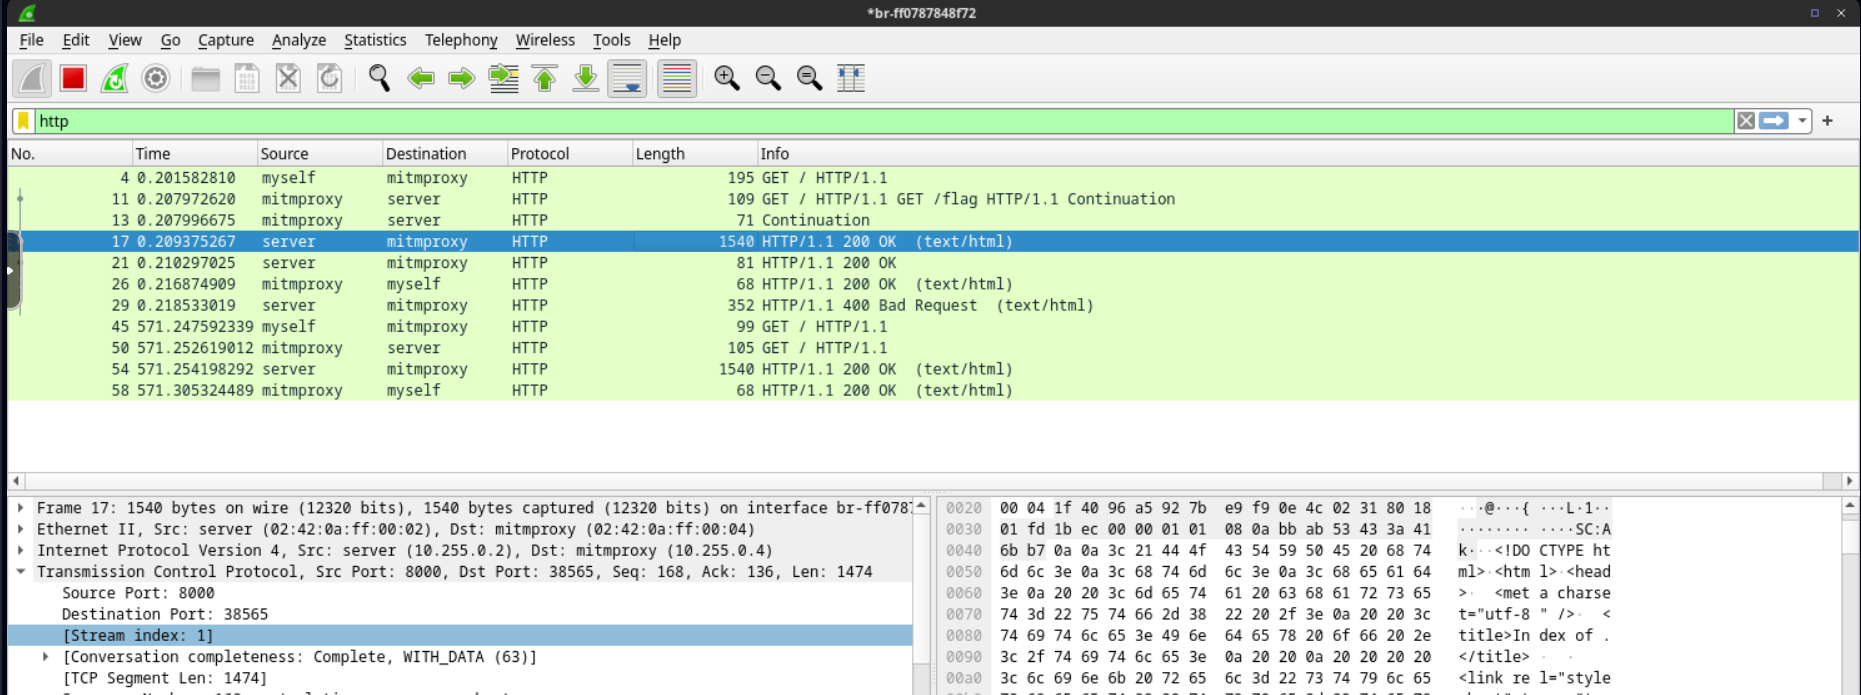 *br-ff0787848f72
File Edit View Go Capture Analyze Statistics Telephony Wireless Tools Help
http
No. Time Source Destination Protocol Length Info
4 0.201582810 myself mitmproxy HTTP 195 GET / HTTP/1.1
11 0.207972620 mitmproxy server HTTP 109 GET / HTTP/1.1 GET /flag HTTP/1.1 Continuation
13 0.207996675 mitmproxy server HTTP 71 Continuation
17 0.209375267 server mitmproxy HTTP 1540 HTTP/1.1 200 OK (text/html)
21 0.210297025 server mitmproxy HTTP 81 HTTP/1.1 200 OK
26 0.216874909 mitmproxy myself HTTP 68 HTTP/1.1 200 OK (text/html)
29 0.218533019 server mitmproxy HTTP 352 HTTP/1.1 400 Bad Request (text/html)
45 571.247592339 myself mitmproxy HTTP 99 GET / HTTP/1.1
50 571.252619012 mitmproxy server HTTP 105 GET / HTTP/1.1
54 571.254198292 server mitmproxy HTTP 1540 HTTP/1.1 200 OK (text/html)
58 571.305324489 mitmproxy myself HTTP 68 HTTP/1.1 200 OK (text/html)
Frame 17: 1540 bytes on wire (12320 bits), 1540 bytes captured (12320 bits) on interface br-ff078
Ethernet II, Src: server (02:42:0a:ff:00:02), Dst: mitmproxy (02:42:0a:ff:00:04)
Internet Protocol Version 4, Src: server (10.255.0.2), Dst: mitmproxy (10.255.0.4)
Transmission Control Protocol, Src Port: 8000, Dst Port: 38565, Seq: 168, Ack: 136, Len: 1474
Source Port: 8000
Destination Port: 38565
[Stream index: 1]
[Conversation completeness: Complete, WITH_DATA (63)]
[TCP Segment Len: 1474]
0020 00 04 1f 40 96 a5 92 7b e9 f9 0e 4c 02 31 80 18 ···@···{ ···L·1··
0030 01 fd 1b ec 00 00 01 01 08 0a bb ab 53 43 3a 41 ········ ····SC:A
0040 6b b7 0a 0a 3c 21 44 4f 43 54 59 50 45 20 68 74 k···<!DO CTYPE ht
0050 6d 6c 3e 0a 3c 68 74 6d 6c 3e 0a 3c 68 65 61 64 ml>·<htm l>·<head
0060 3e 0a 20 20 3c 6d 65 74 61 20 63 68 61 72 73 65 >· <met a charse
0070 74 3d 22 75 74 66 2d 38 22 20 2f 3e 0a 20 20 3c t="utf-8 " />· <
0080 74 69 74 6c 65 3e 49 6e 64 65 78 20 6f 66 20 2e title>In dex of .
0090 3c 2f 74 69 74 6c 65 3e 0a 20 20 0a 20 20 20 20 </title> · ·
00a0 3c 6c 69 6e 6b 20 72 65 6c 3d 22 73 74 79 6c 65 <link re l="style